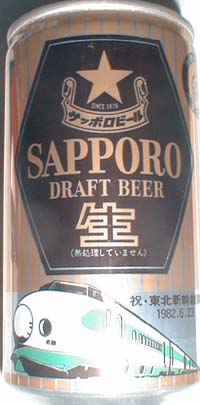 SINCE 1876
サッポロビール
SAPPORO
DRAFT BEER
生
(熱処理していません)
祝・東北新幹線開
1982.6.23